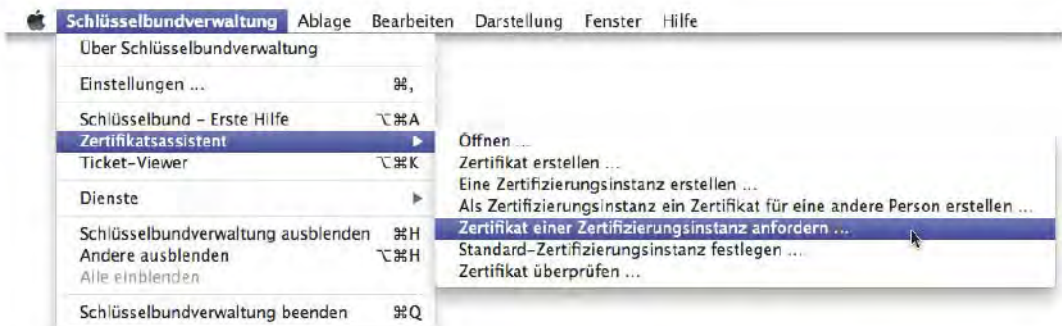 Schlüsselbundverwaltung Ablage Bearbeiten Darstellung Fenster Hilfe
Über Schlüsselbundverwaltung
Einstellungen ... ⌘,
Schlüsselbund – Erste Hilfe ⌥⌘A
Zertifikatsassistent ▶
Ticket-Viewer ⌥⌘K
Dienste ▶
Schlüsselbundverwaltung ausblenden ⌘H
Andere ausblenden ⌥⌘H
Alle einblenden
Schlüsselbundverwaltung beenden ⌘Q
Öffnen ...
Zertifikat erstellen ...
Eine Zertifizierungsinstanz erstellen ...
Als Zertifizierungsinstanz ein Zertifikat für eine andere Person erstellen ...
Zertifikat einer Zertifizierungsinstanz anfordern ...
Standard-Zertifizierungsinstanz festlegen ...
Zertifikat überprüfen ...